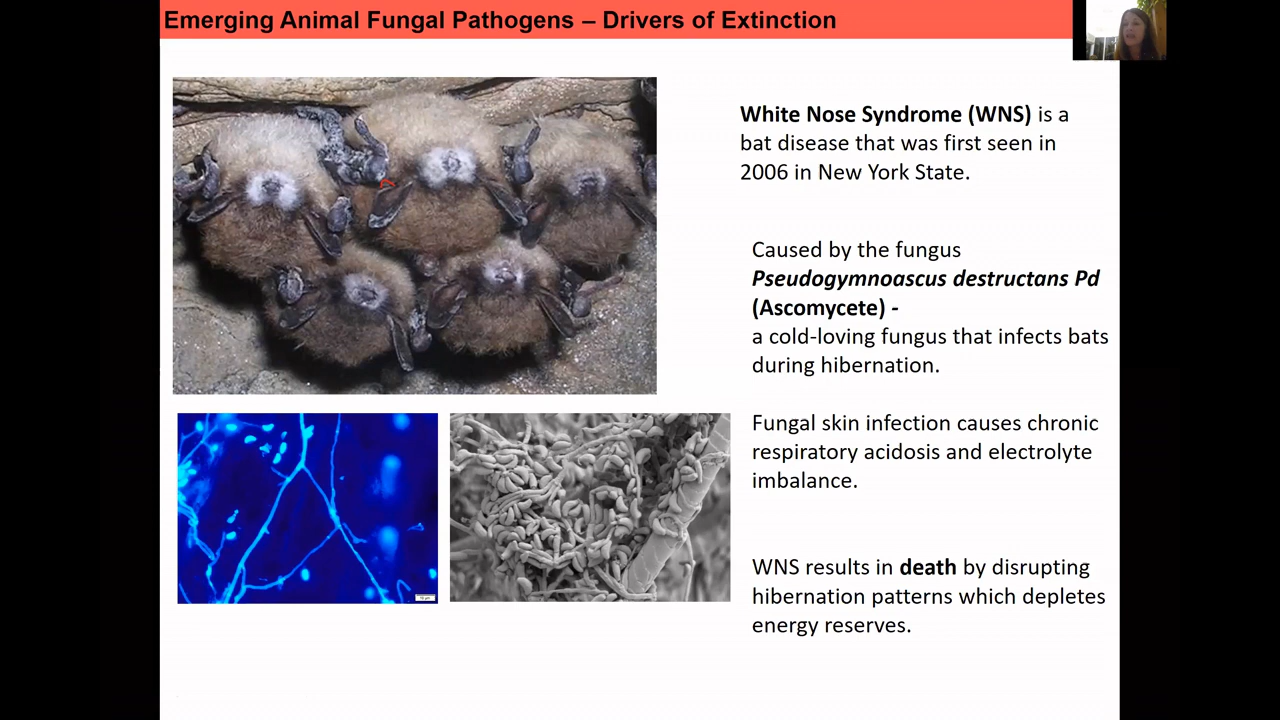 Emerging Animal Fungal Pathogens – Drivers of Extinction
White Nose Syndrome (WNS) is a
bat disease that was first seen in
2006 in New York State.
Caused by the fungus
Pseudogymnoascus destructans Pd
(Ascomycete) -
a cold-loving fungus that infects bats
during hibernation.
Fungal skin infection causes chronic
respiratory acidosis and electrolyte
imbalance.
WNS results in death by disrupting
hibernation patterns which depletes
energy reserves.